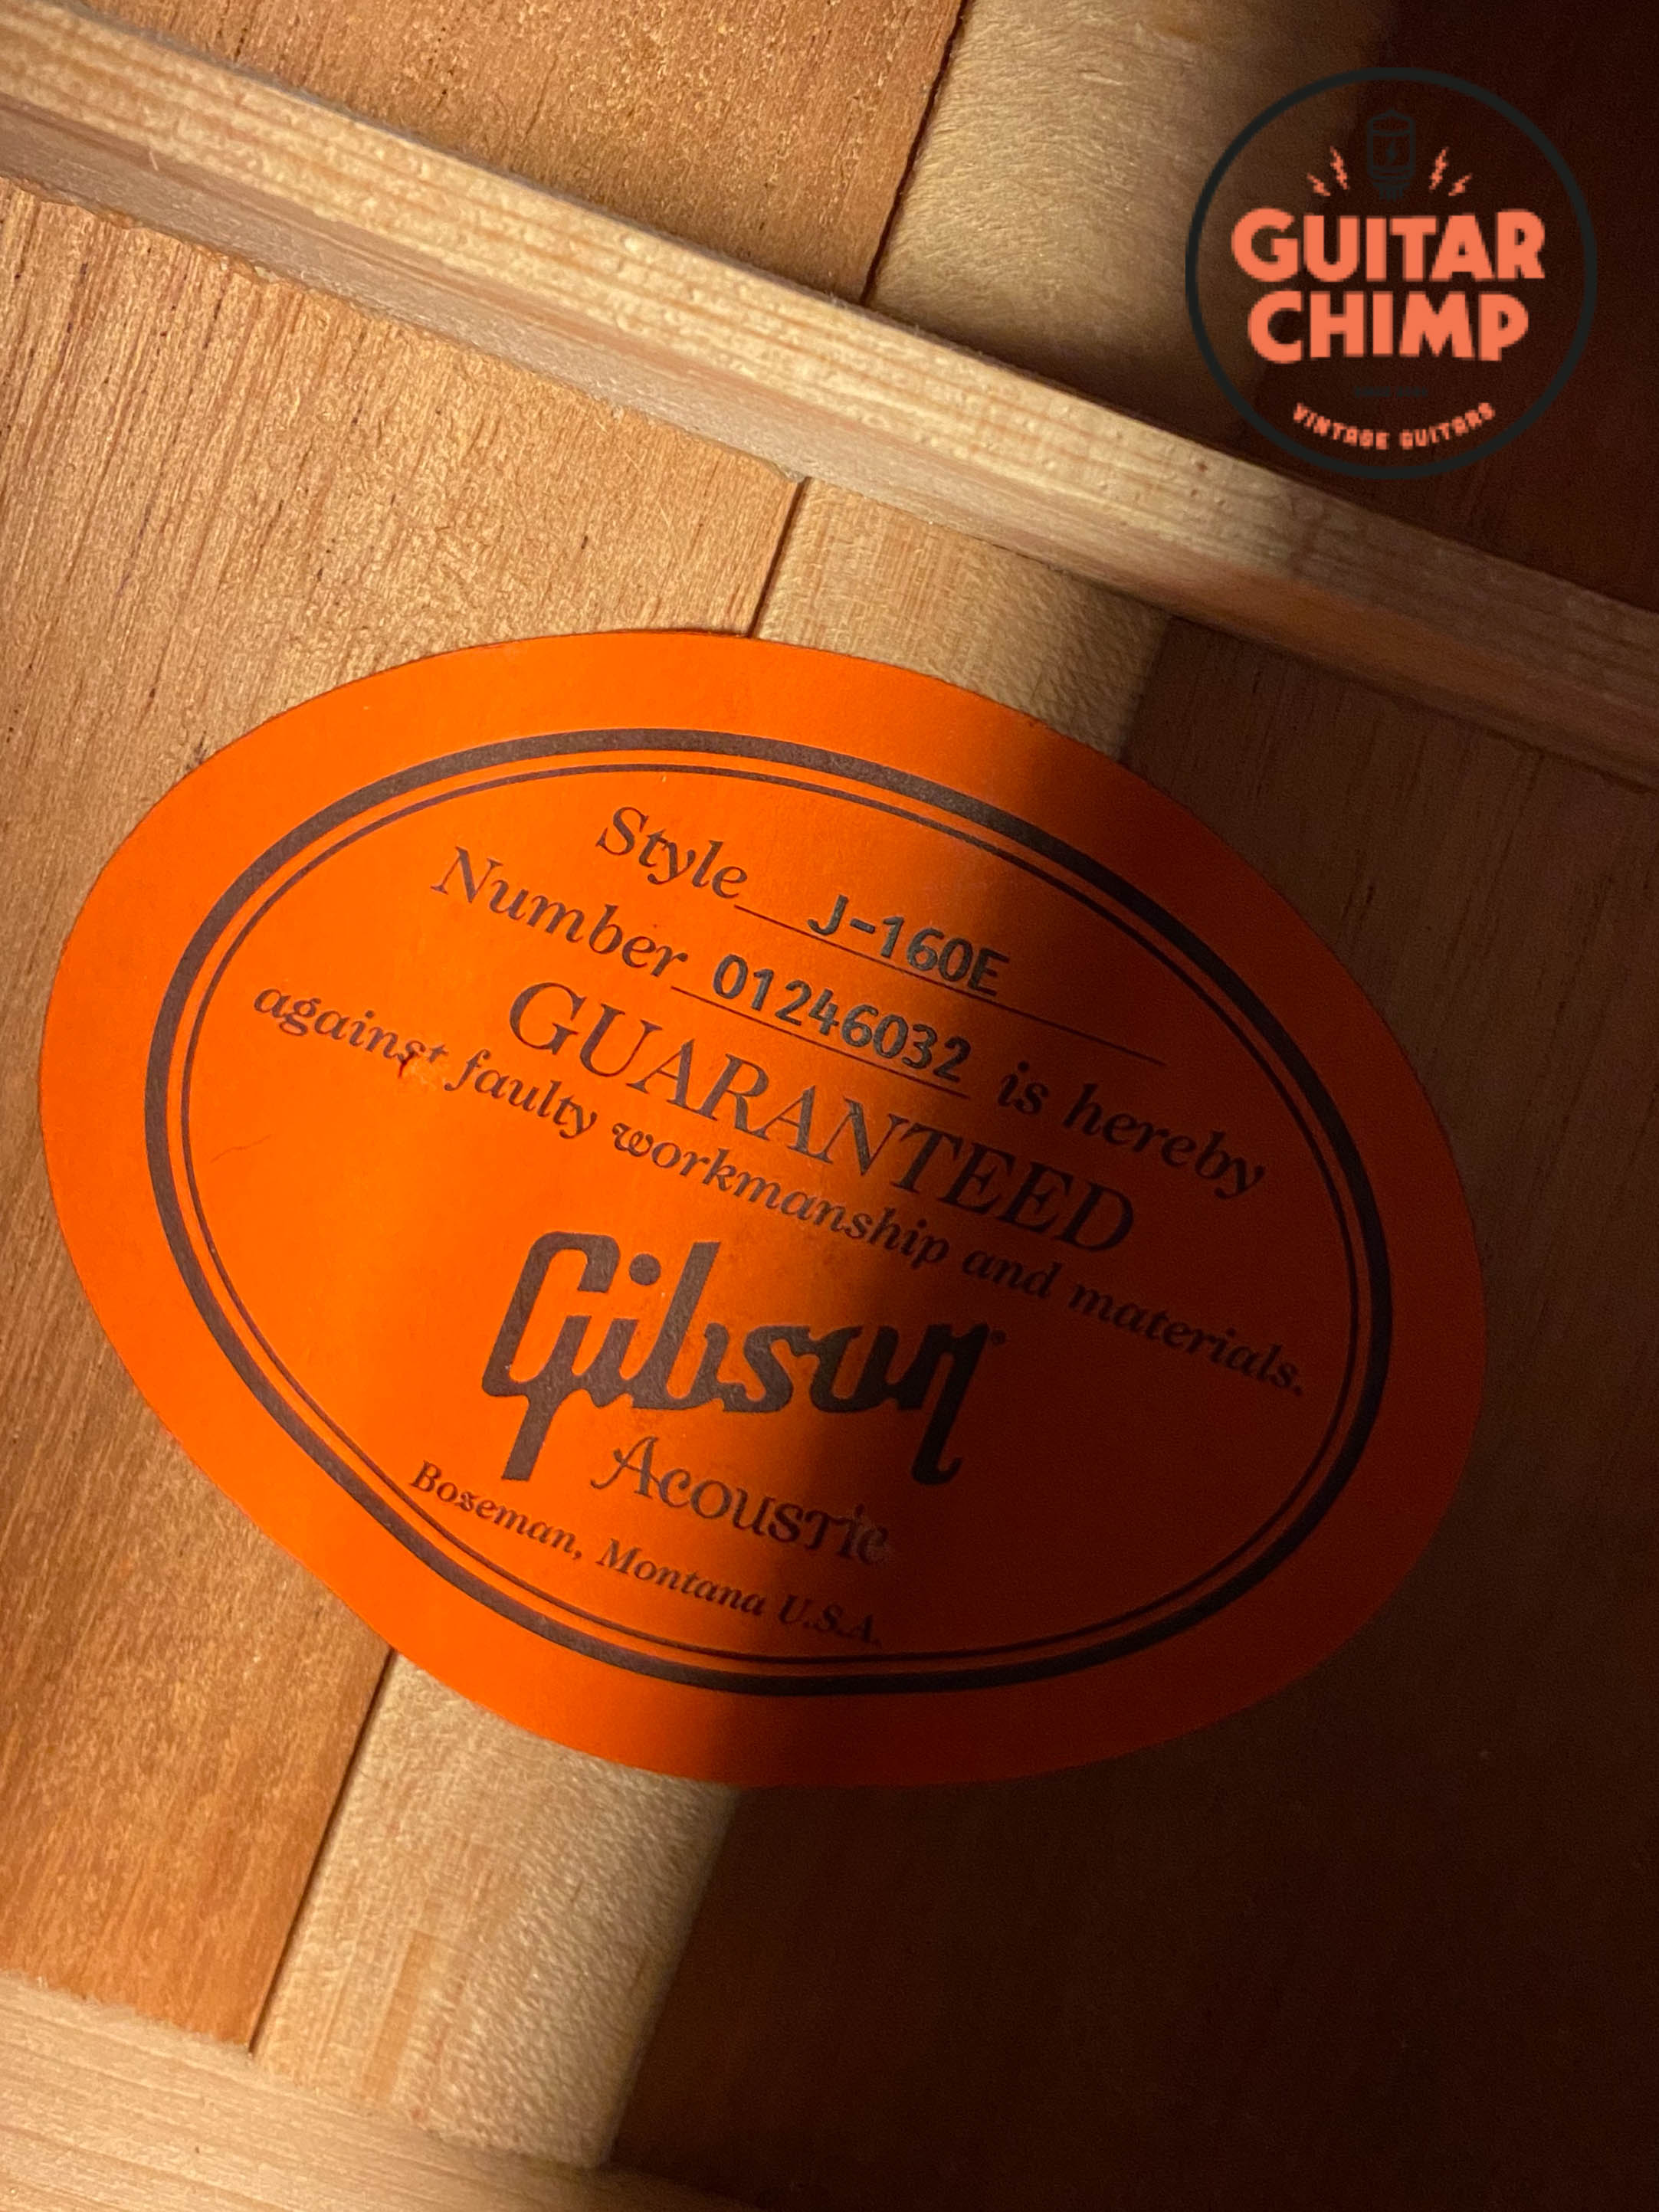 GUITAR
CHIMP
VINTAGE GUITARS
Style J-160E
Number 01246032 is hereby
GUARANTEED
against faulty workmanship and materials.
Gibson
Acoustic
Bozeman, Montana U.S.A.